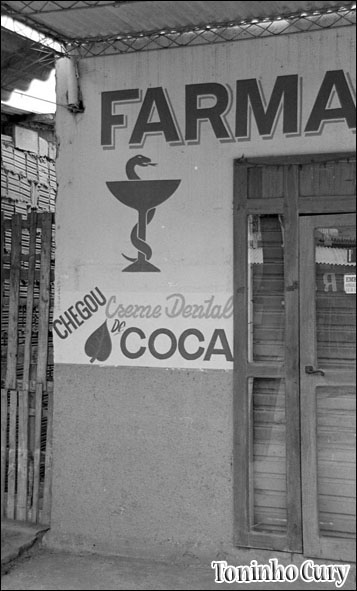 FARMA
CHEGOU
Creme Dental
DE
COCA
Toninho Cury